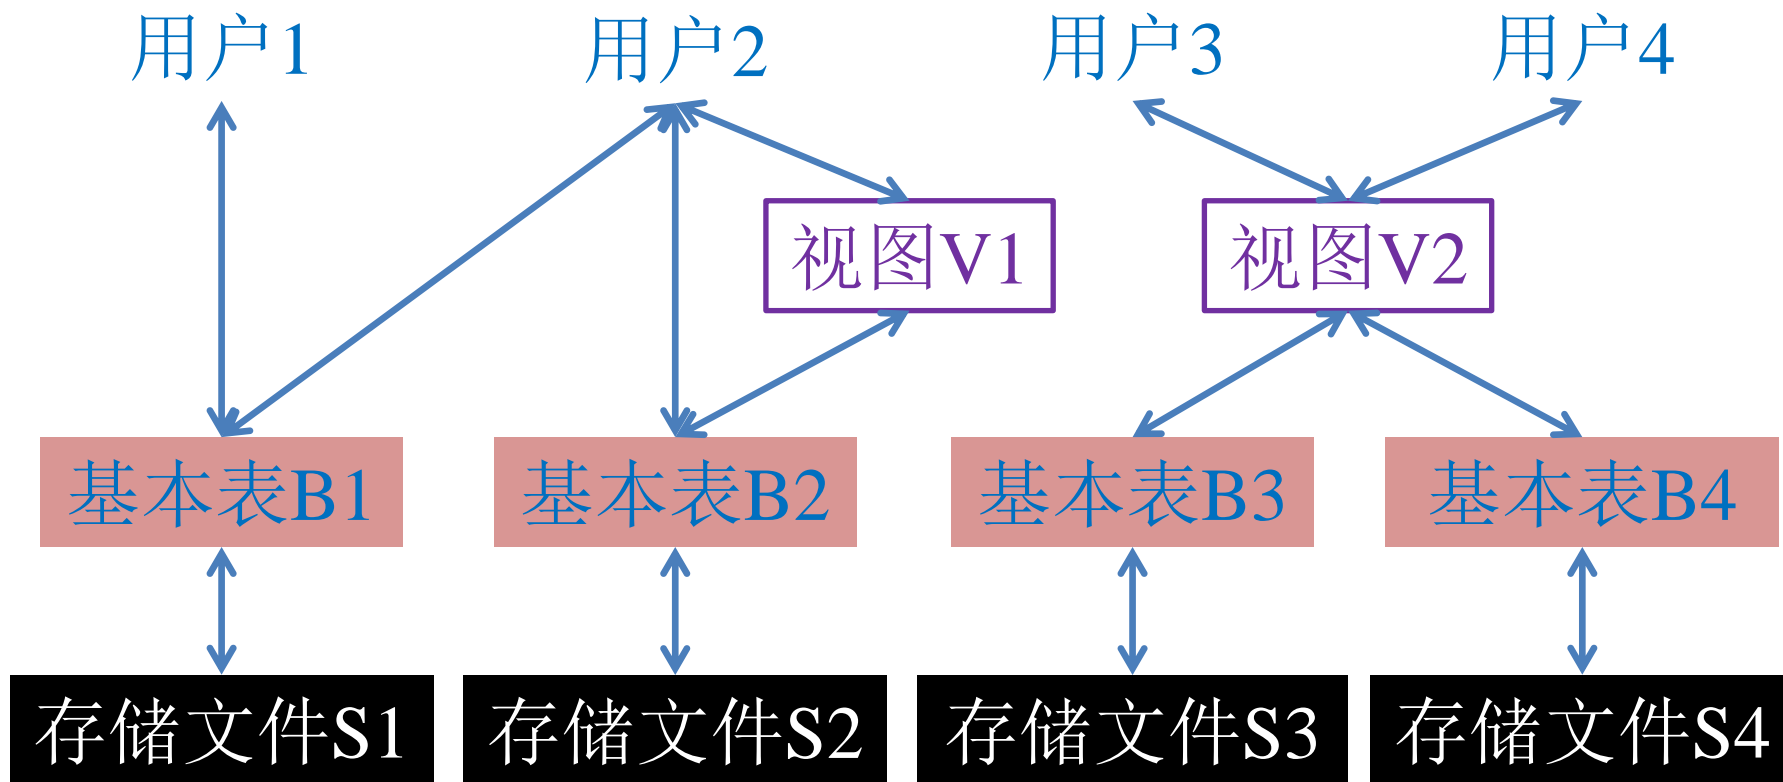 用户1
用户2
用户3
用户4
视图V1
视图V2
基本表B1
基本表B2
基本表B3
基本表B4
存储文件S1
存储文件S2
存储文件S3
存储文件S4